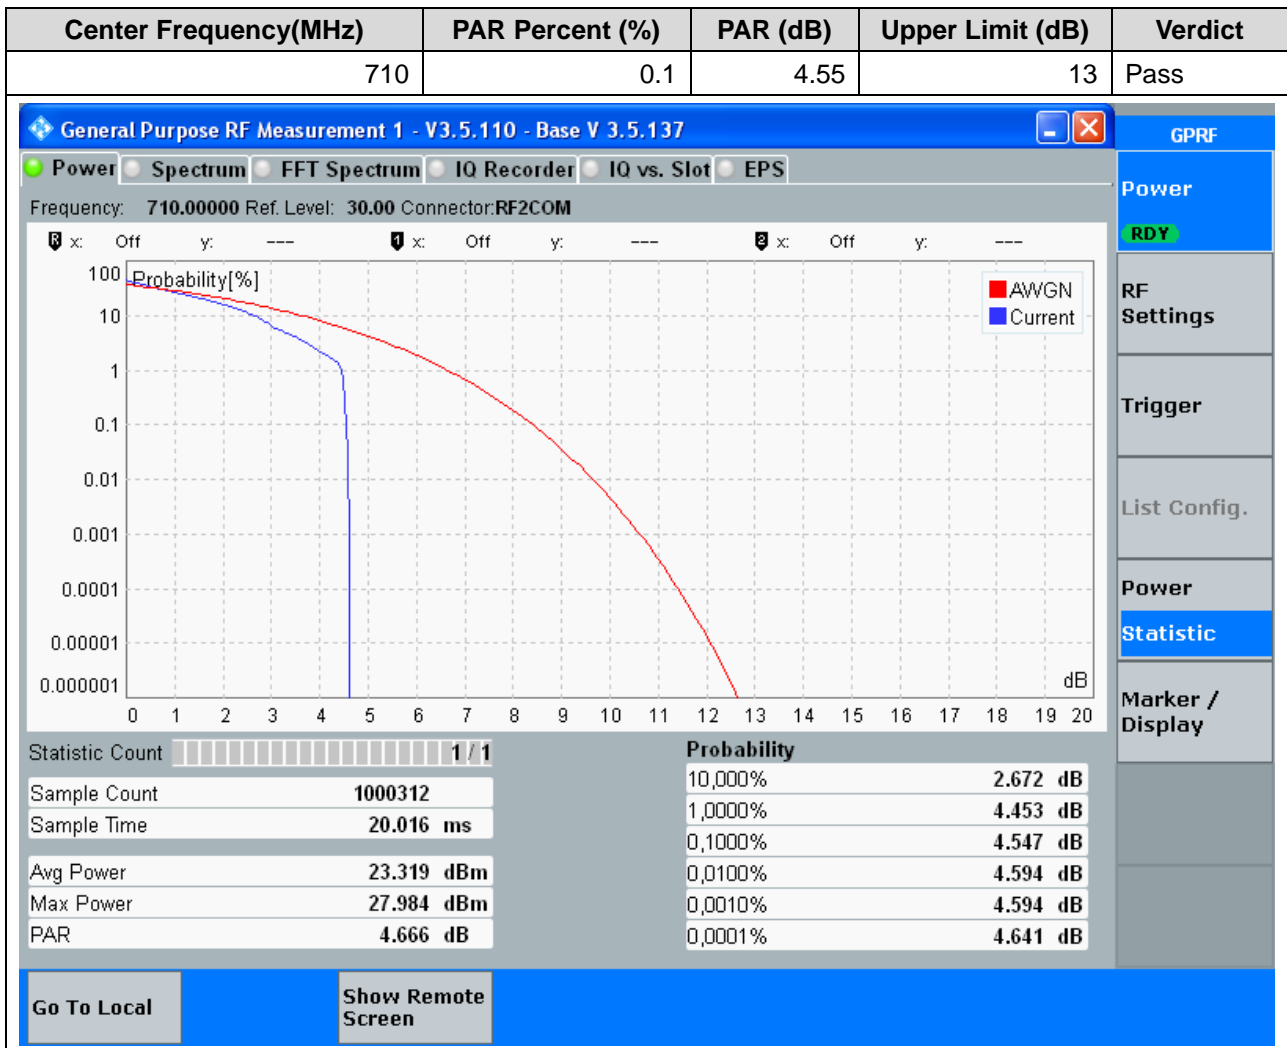 Center Frequency(MHz) PAR Percent (%) PAR (dB) Upper Limit (dB) Verdict
710 0.1 4.55 13 Pass
General Purpose RF Measurement 1 - V3.5.110 - Base V 3.5.137
GPRF
Power Spectrum FFT Spectrum IQ Recorder IQ vs. Slot EPS
Power
RDY
Frequency: 710.00000 Ref. Level: 30.00 Connector:RF2COM
R x: Off y: --- 1 x: Off y: --- 2 x: Off y: ---
Probability[%]
AWGN
Current
100
10
1
0.1
0.01
0.001
0.0001
0.00001
0.000001
dB
0 1 2 3 4 5 6 7 8 9 10 11 12 13 14 15 16 17 18 19 20
RF
Settings
Trigger
List Config.
Power
Statistic
Marker /
Display
Statistic Count 1 / 1
Sample Count 1000312
Sample Time 20.016 ms
Avg Power 23.319 dBm
Max Power 27.984 dBm
PAR 4.666 dB
Probability
10,000% 2.672 dB
1,0000% 4.453 dB
0,1000% 4.547 dB
0,0100% 4.594 dB
0,0010% 4.594 dB
0,0001% 4.641 dB
Go To Local
Show Remote
Screen